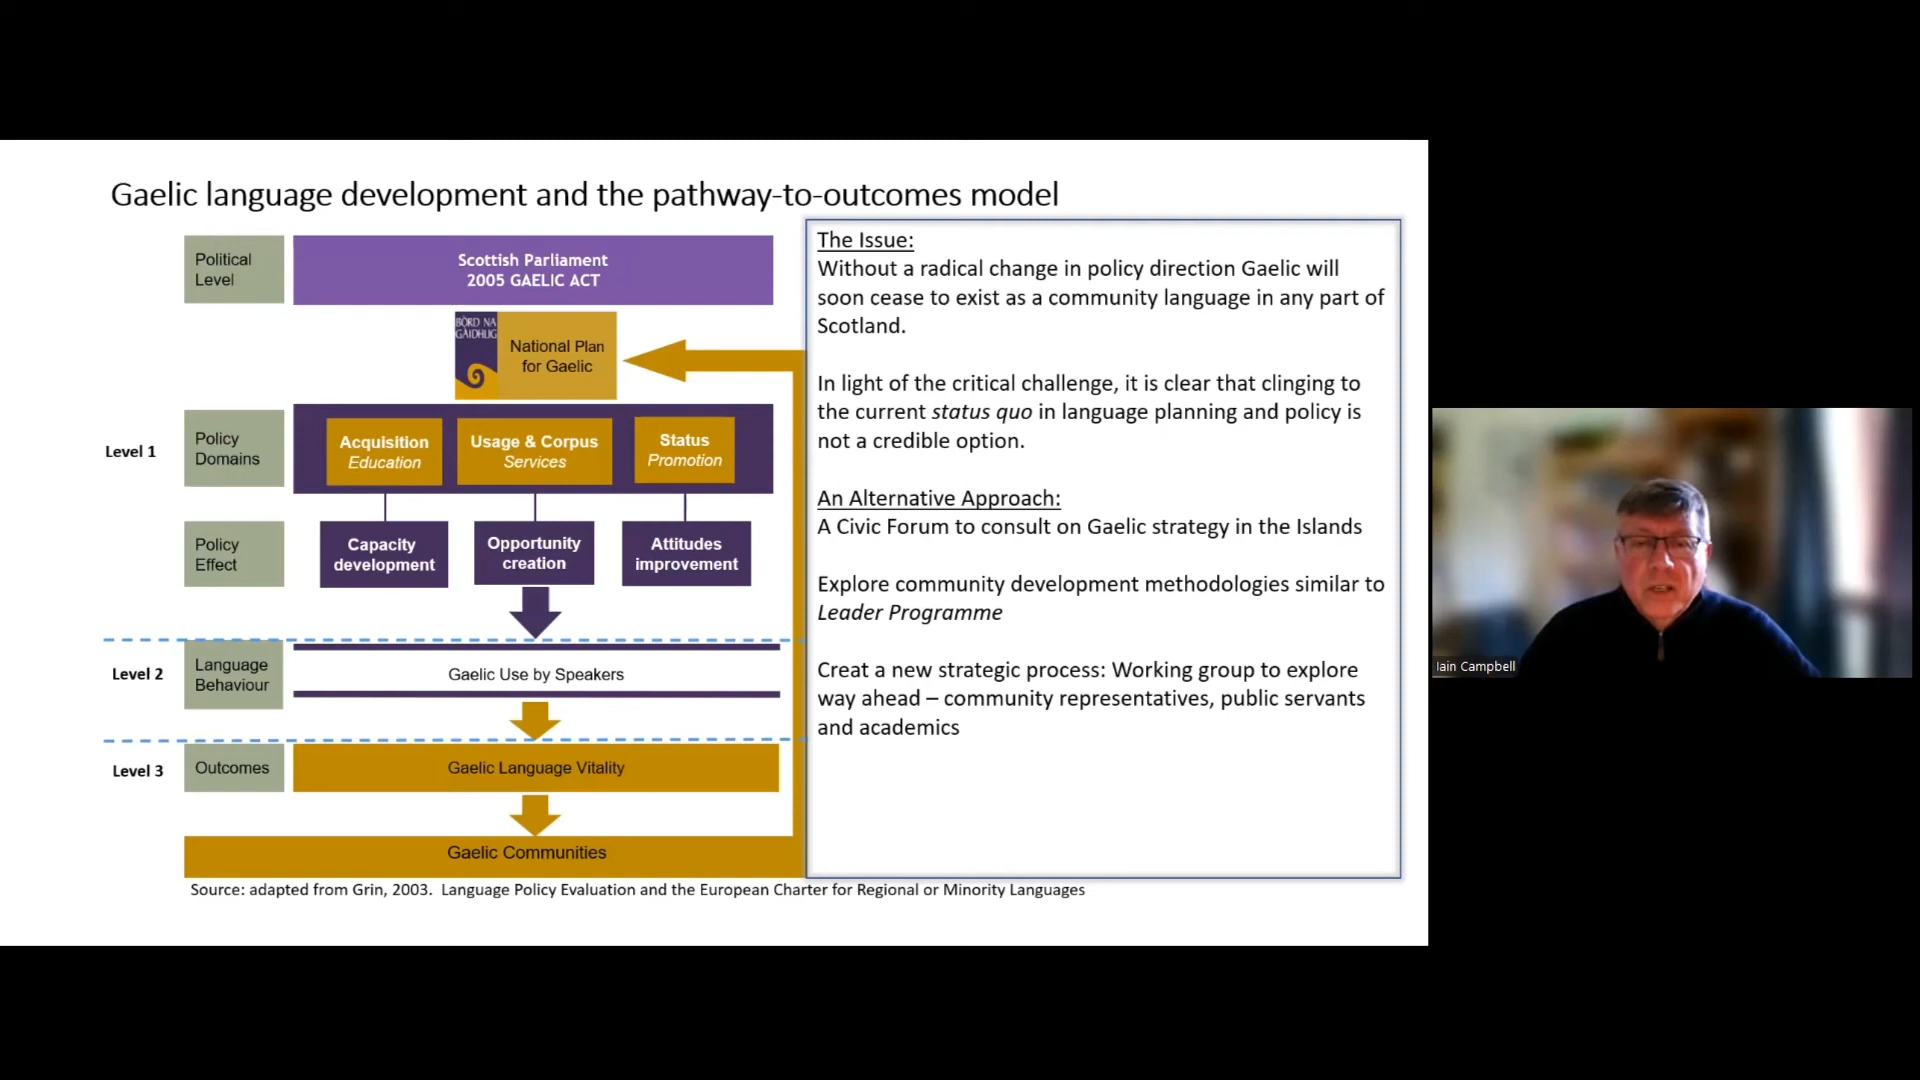 Gaelic language development and the pathway-to-outcomes model
Political
Level
Scottish Parliament
2005 GAELIC ACT
BÒRD NA
GÀIDHLIG
National Plan
for Gaelic
Level 1
Policy
Domains
Acquisition
Education
Usage & Corpus
Services
Status
Promotion
Policy
Effect
Capacity
development
Opportunity
creation
Attitudes
improvement
Level 2
Language
Behaviour
Gaelic Use by Speakers
Level 3
Outcomes
Gaelic Language Vitality
Gaelic Communities
Source: adapted from Grin, 2003. Language Policy Evaluation and the European Charter for Regional or Minority Languages
The Issue:
Without a radical change in policy direction Gaelic will
soon cease to exist as a community language in any part of
Scotland.
In light of the critical challenge, it is clear that clinging to
the current status quo in language planning and policy is
not a credible option.
An Alternative Approach:
A Civic Forum to consult on Gaelic strategy in the Islands
Explore community development methodologies similar to
Leader Programme
Creat a new strategic process: Working group to explore
way ahead – community representatives, public servants
and academics
Iain Campbell